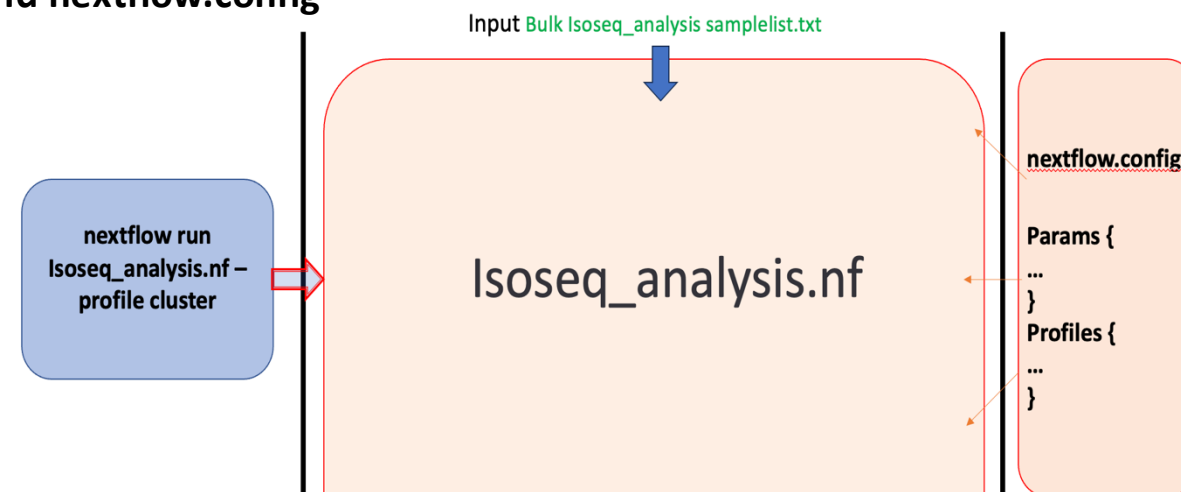 nd nextflow.config
Input Bulk Isoseq_analysis samplelist.txt
nextflow run
Isoseq_analysis.nf –
profile cluster
Isoseq_analysis.nf
nextflow.config
Params {
...
}
Profiles {
...
}